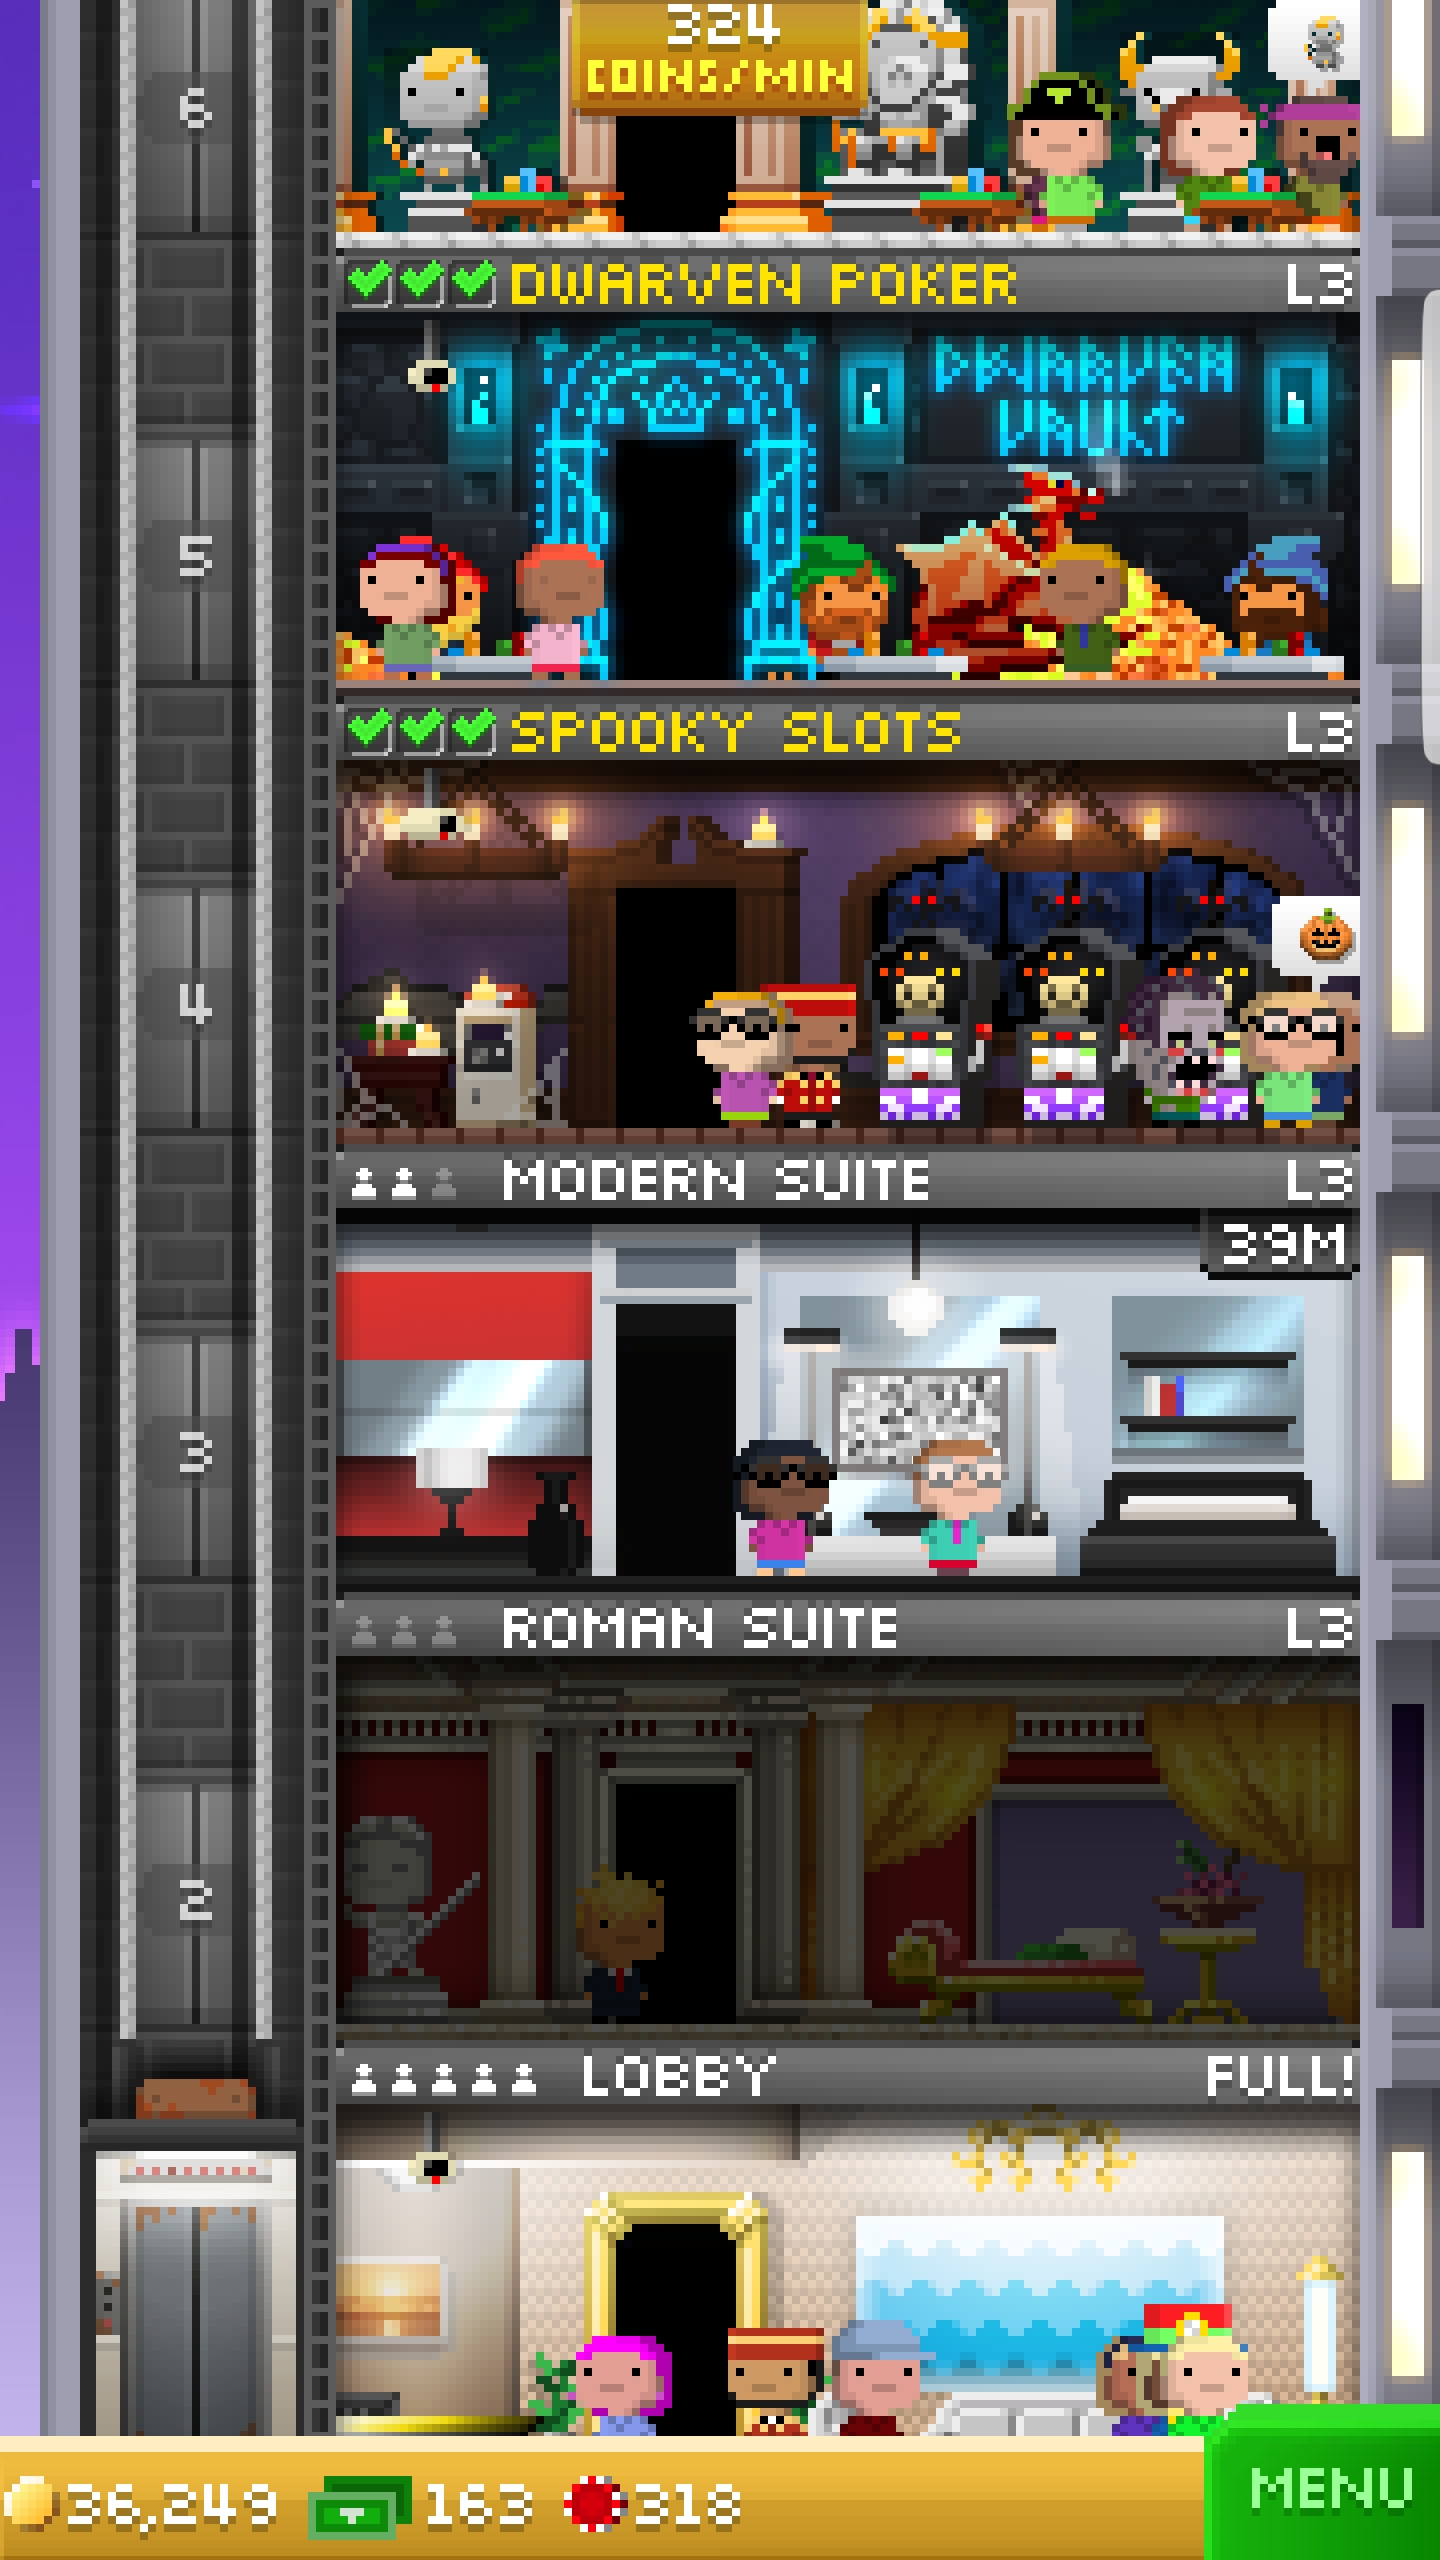 324
COINS/MIN
6
DWARVEN POKER L3
DWARVEN
VAULT
5
SPOOKY SLOTS L3
4
MODERN SUITE L3
39M
3
ROMAN SUITE L3
2
LOBBY FULL!
36,249 163 318 MENU